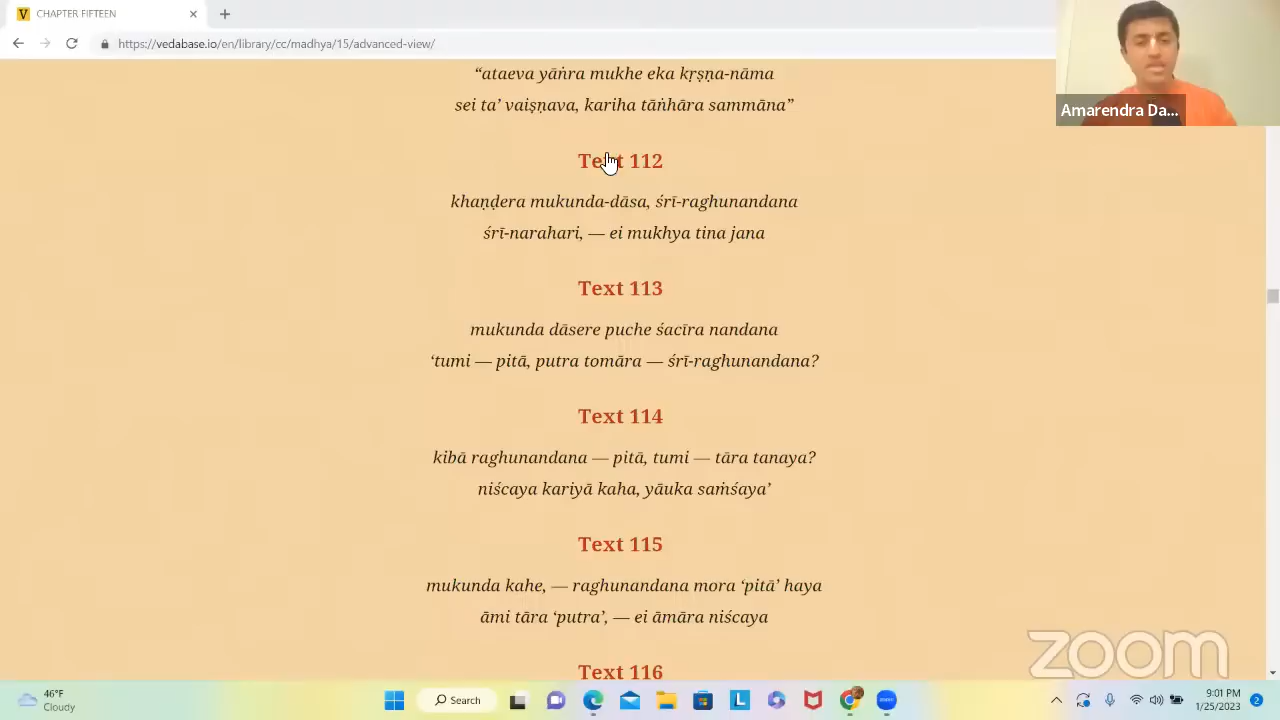 CHAPTER FIFTEEN
https://vedabase.io/en/library/cc/madhya/15/advanced-view/
“ataeva yāṅra mukhe eka kṛṣṇa-nāma
sei ta’ vaiṣṇava, kariha tāṅhāra sammāna”
Text 112
khaṇḍera mukunda-dāsa, śrī-raghunandana
śrī-narahari, — ei mukhya tina jana
Text 113
mukunda dāsere puche śacīra nandana
‘tumi — pitā, putra tomāra — śrī-raghunandana?
Text 114
kibā raghunandana — pitā, tumi — tāra tanaya?
niścaya kariyā kaha, yāuka saṁśaya’
Text 115
mukunda kahe, — raghunandana mora ‘pitā’ haya
āmi tāra ‘putra’, — ei āmāra niścaya
Text 116
Amarendra Da...
zoom
46°F
Cloudy
Search
9:01 PM
1/25/2023
2